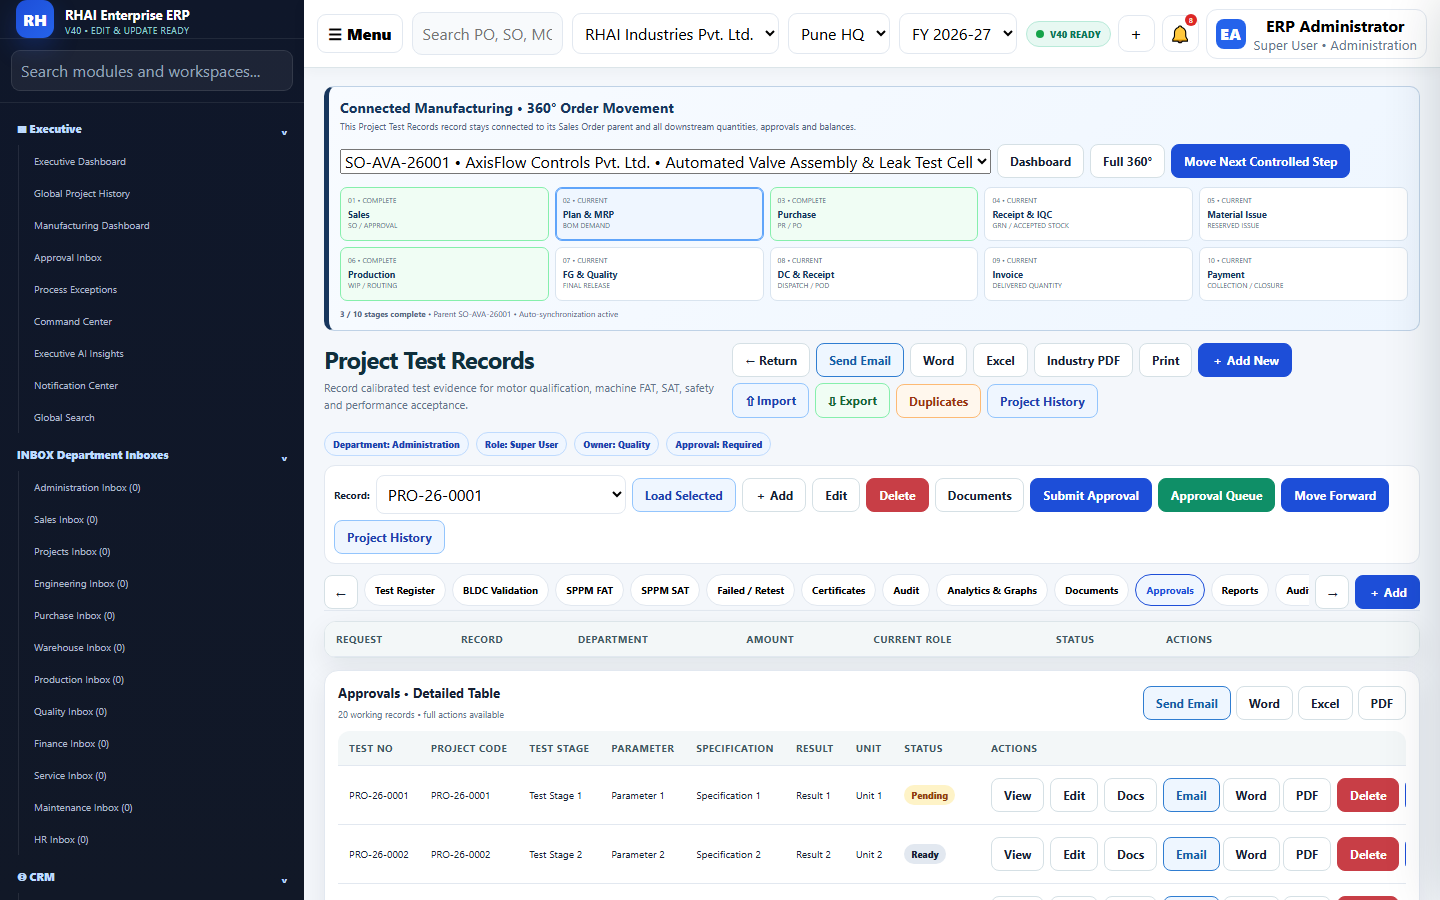 RH
RHAI Enterprise ERP
V40 • EDIT & UPDATE READY
Search modules and workspaces...
Executive
Executive Dashboard
Global Project History
Manufacturing Dashboard
Approval Inbox
Process Exceptions
Command Center
Executive AI Insights
Notification Center
Global Search
INBOX Department Inboxes
Administration Inbox (0)
Sales Inbox (0)
Projects Inbox (0)
Engineering Inbox (0)
Purchase Inbox (0)
Warehouse Inbox (0)
Production Inbox (0)
Quality Inbox (0)
Finance Inbox (0)
Service Inbox (0)
Maintenance Inbox (0)
HR Inbox (0)
CRM
☰ Menu
Search PO, SO, MC
RHAI Industries Pvt. Ltd.
Pune HQ
FY 2026-27
V40 READY
+
8
EA
ERP Administrator
Super User • Administration
Connected Manufacturing • 360° Order Movement
This Project Test Records record stays connected to its Sales Order parent and all downstream quantities, approvals and balances.
SO-AVA-26001 • AxisFlow Controls Pvt. Ltd. • Automated Valve Assembly & Leak Test Cell
Dashboard
Full 360°
Move Next Controlled Step
01 • COMPLETE
Sales
SO / APPROVAL
02 • CURRENT
Plan & MRP
BOM DEMAND
03 • COMPLETE
Purchase
PR / PO
04 • CURRENT
Receipt & IQC
GRN / ACCEPTED STOCK
05 • CURRENT
Material Issue
RESERVED ISSUE
06 • COMPLETE
Production
WIP / ROUTING
07 • CURRENT
FG & Quality
FINAL RELEASE
08 • CURRENT
DC & Receipt
DISPATCH / POD
09 • CURRENT
Invoice
DELIVERED QUANTITY
10 • CURRENT
Payment
COLLECTION / CLOSURE
3 / 10 stages complete • Parent SO-AVA-26001 • Auto-synchronization active
Project Test Records
Record calibrated test evidence for motor qualification, machine FAT, SAT, safety
and performance acceptance.
← Return
Send Email
Word
Excel
Industry PDF
Print
+ Add New
⇧ Import
⇩ Export
Duplicates
Project History
Department: Administration
Role: Super User
Owner: Quality
Approval: Required
Record:
PRO-26-0001
Load Selected
+ Add
Edit
Delete
Documents
Submit Approval
Approval Queue
Move Forward
Project History
←
Test Register
BLDC Validation
SPPM FAT
SPPM SAT
Failed / Retest
Certificates
Audit
Analytics & Graphs
Documents
Approvals
Reports
Audi
→
+ Add
REQUEST RECORD DEPARTMENT AMOUNT CURRENT ROLE STATUS ACTIONS
Approvals • Detailed Table
20 working records • full actions available
Send Email
Word
Excel
PDF
TEST NO PROJECT CODE TEST STAGE PARAMETER SPECIFICATION RESULT UNIT STATUS ACTIONS
PRO-26-0001 PRO-26-0001 Test Stage 1 Parameter 1 Specification 1 Result 1 Unit 1 Pending View Edit Docs Email Word PDF Delete
PRO-26-0002 PRO-26-0002 Test Stage 2 Parameter 2 Specification 2 Result 2 Unit 2 Ready View Edit Docs Email Word PDF Delete